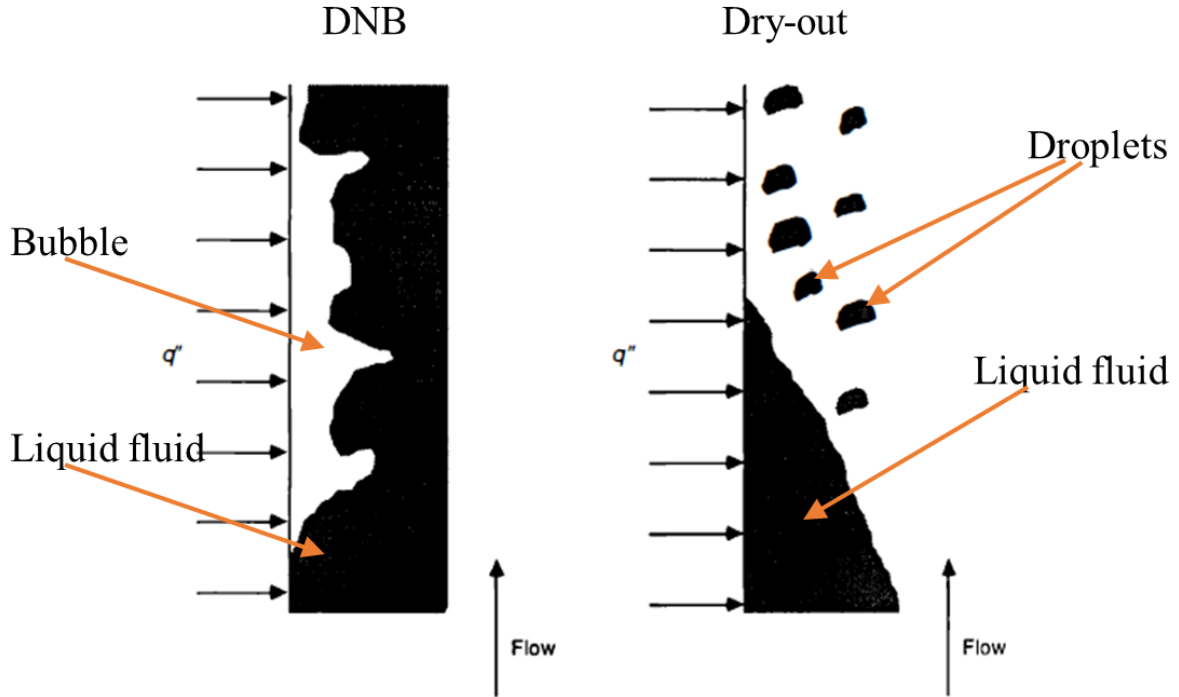 DNB
Dry-out
Droplets
Bubble
q"
q"
Liquid fluid
Liquid fluid
Flow
Flow